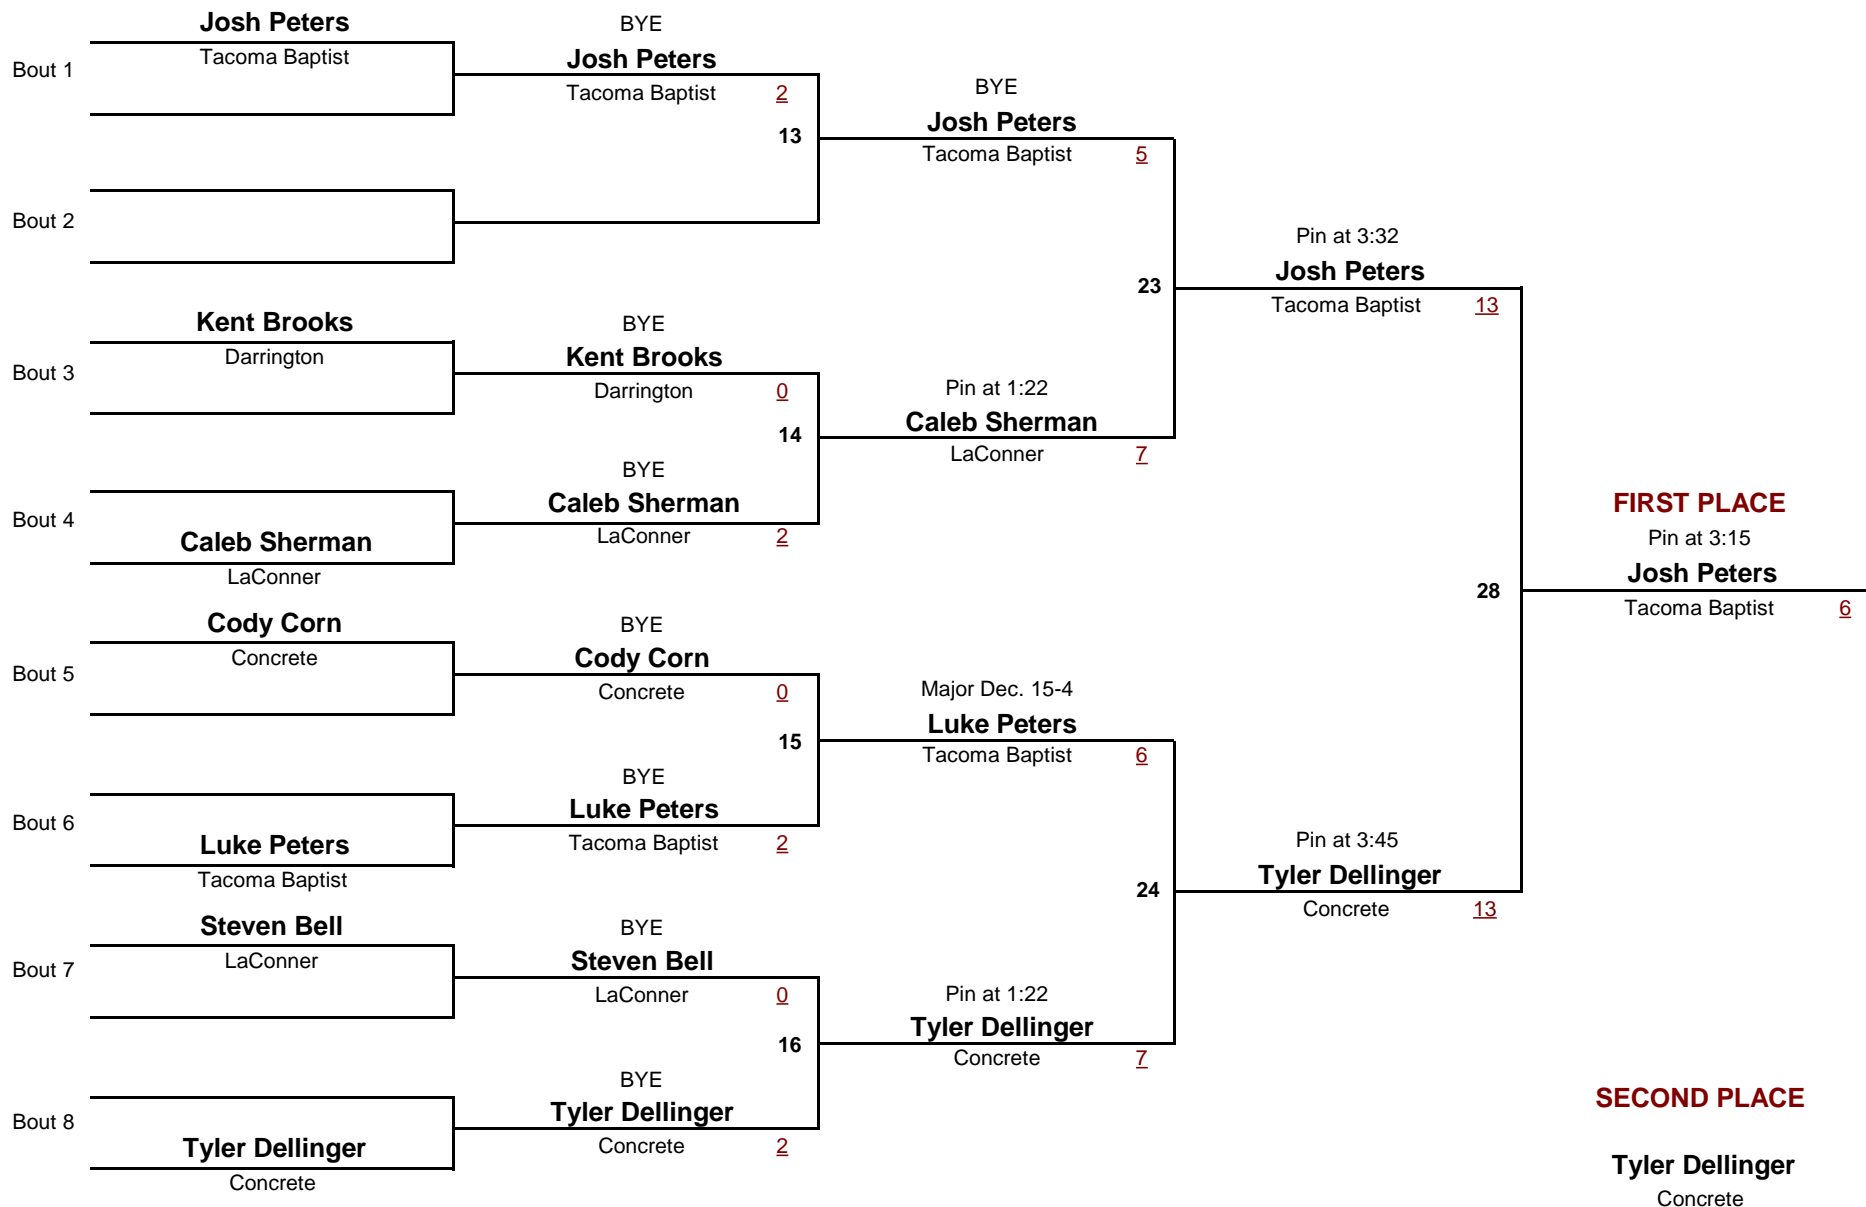 Josh Peters
Bout 1
Tacoma Baptist
BYE
Josh Peters
Tacoma Baptist 2
13
BYE
Josh Peters
Tacoma Baptist 5
Bout 2
Pin at 3:32
Josh Peters
Tacoma Baptist 13
23
Kent Brooks
Bout 3
Darrington
BYE
Kent Brooks
Darrington 0
14
Pin at 1:22
Caleb Sherman
LaConner 7
BYE
Caleb Sherman
LaConner 2
Bout 4
Caleb Sherman
LaConner
FIRST PLACE
Pin at 3:15
Josh Peters
Tacoma Baptist 6
28
Cody Corn
Bout 5
Concrete
BYE
Cody Corn
Concrete 0
15
Major Dec. 15-4
Luke Peters
Tacoma Baptist 6
BYE
Luke Peters
Tacoma Baptist 2
Bout 6
Luke Peters
Tacoma Baptist
24
Pin at 3:45
Tyler Dellinger
Concrete 13
Steven Bell
Bout 7
LaConner
BYE
Steven Bell
LaConner 0
16
Pin at 1:22
Tyler Dellinger
Concrete 7
BYE
Tyler Dellinger
Concrete 2
Bout 8
Tyler Dellinger
Concrete
SECOND PLACE
Tyler Dellinger
Concrete